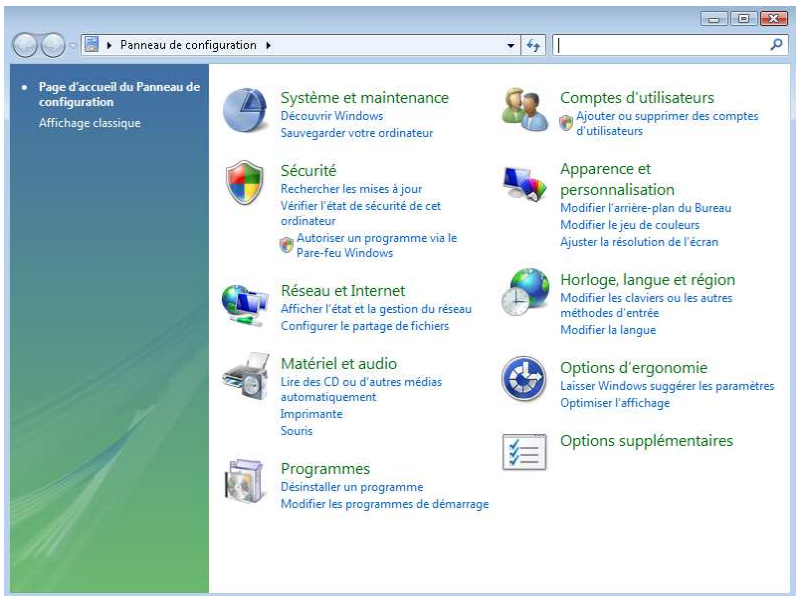 Panneau de configuration
Page d'accueil du Panneau de
configuration
Affichage classique
Système et maintenance
Découvrir Windows
Sauvegarder votre ordinateur
Sécurité
Rechercher les mises à jour
Vérifier l'état de sécurité de cet
ordinateur
Autoriser un programme via le
Pare-feu Windows
Réseau et Internet
Afficher l'état et la gestion du réseau
Configurer le partage de fichiers
Matériel et audio
Lire des CD ou d'autres médias
automatiquement
Imprimante
Souris
Programmes
Désinstaller un programme
Modifier les programmes de démarrage
Comptes d'utilisateurs
Ajouter ou supprimer des comptes
d'utilisateurs
Apparence et
personnalisation
Modifier l'arrière-plan du Bureau
Modifier le jeu de couleurs
Ajuster la résolution de l'écran
Horloge, langue et région
Modifier les claviers ou les autres
méthodes d'entrée
Modifier la langue
Options d'ergonomie
Laisser Windows suggérer les paramètres
Optimiser l'affichage
Options supplémentaires